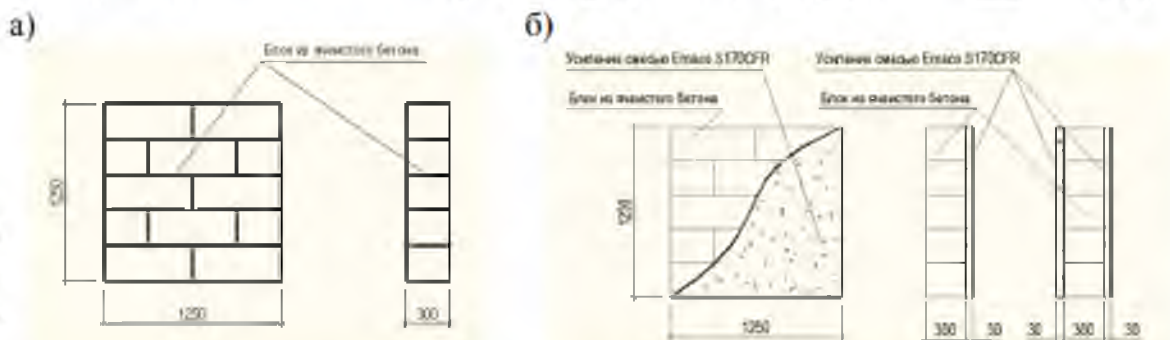 а)
Блок из ячеистого бетона
1250
1250
300
б)
Усиление смесью Emaco S170CFR
Усиление смесью Emaco S170CFR
Блок из ячеистого бетона
Блок из ячеистого бетона
1250
1250
300 30 30 300 30